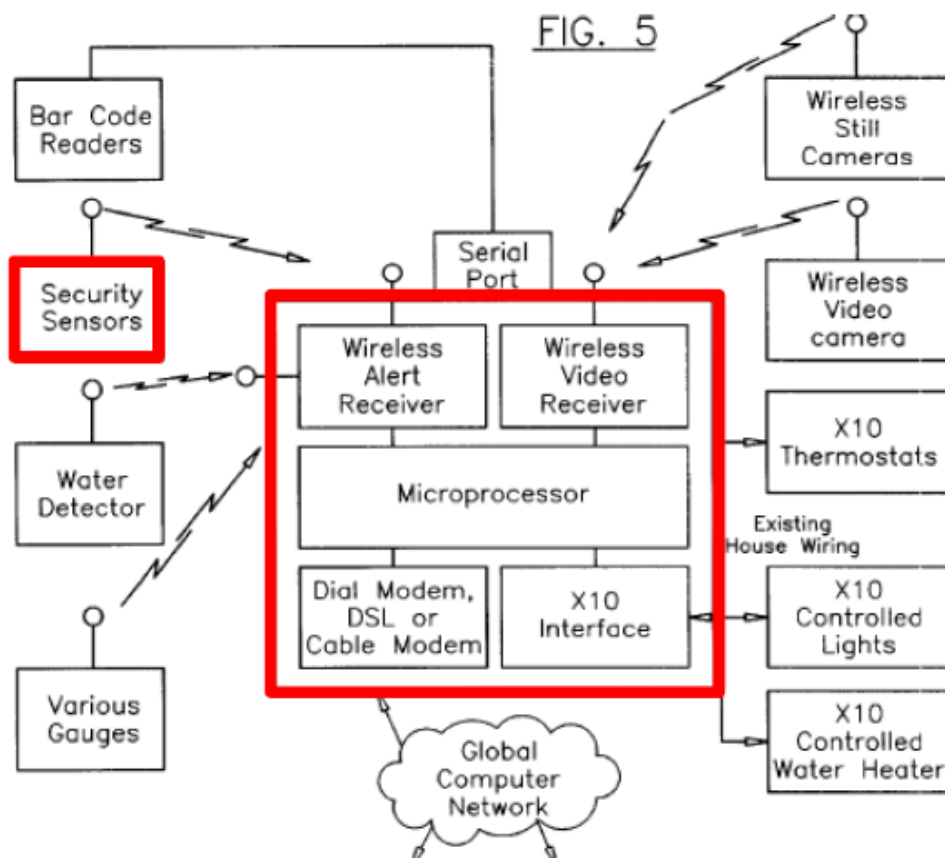 FIG. 5
Bar Code
Readers
Wireless
Still
Cameras
Security
Sensors
Serial
Port
Wireless
Video
camera
Wireless
Alert
Receiver
Wireless
Video
Receiver
Water
Detector
Microprocessor
X10
Thermostats
Existing
House Wiring
Dial Modem,
DSL or
Cable Modem
X10
Interface
X10
Controlled
Lights
Various
Gauges
Global
Computer
Network
X10
Controlled
Water Heater